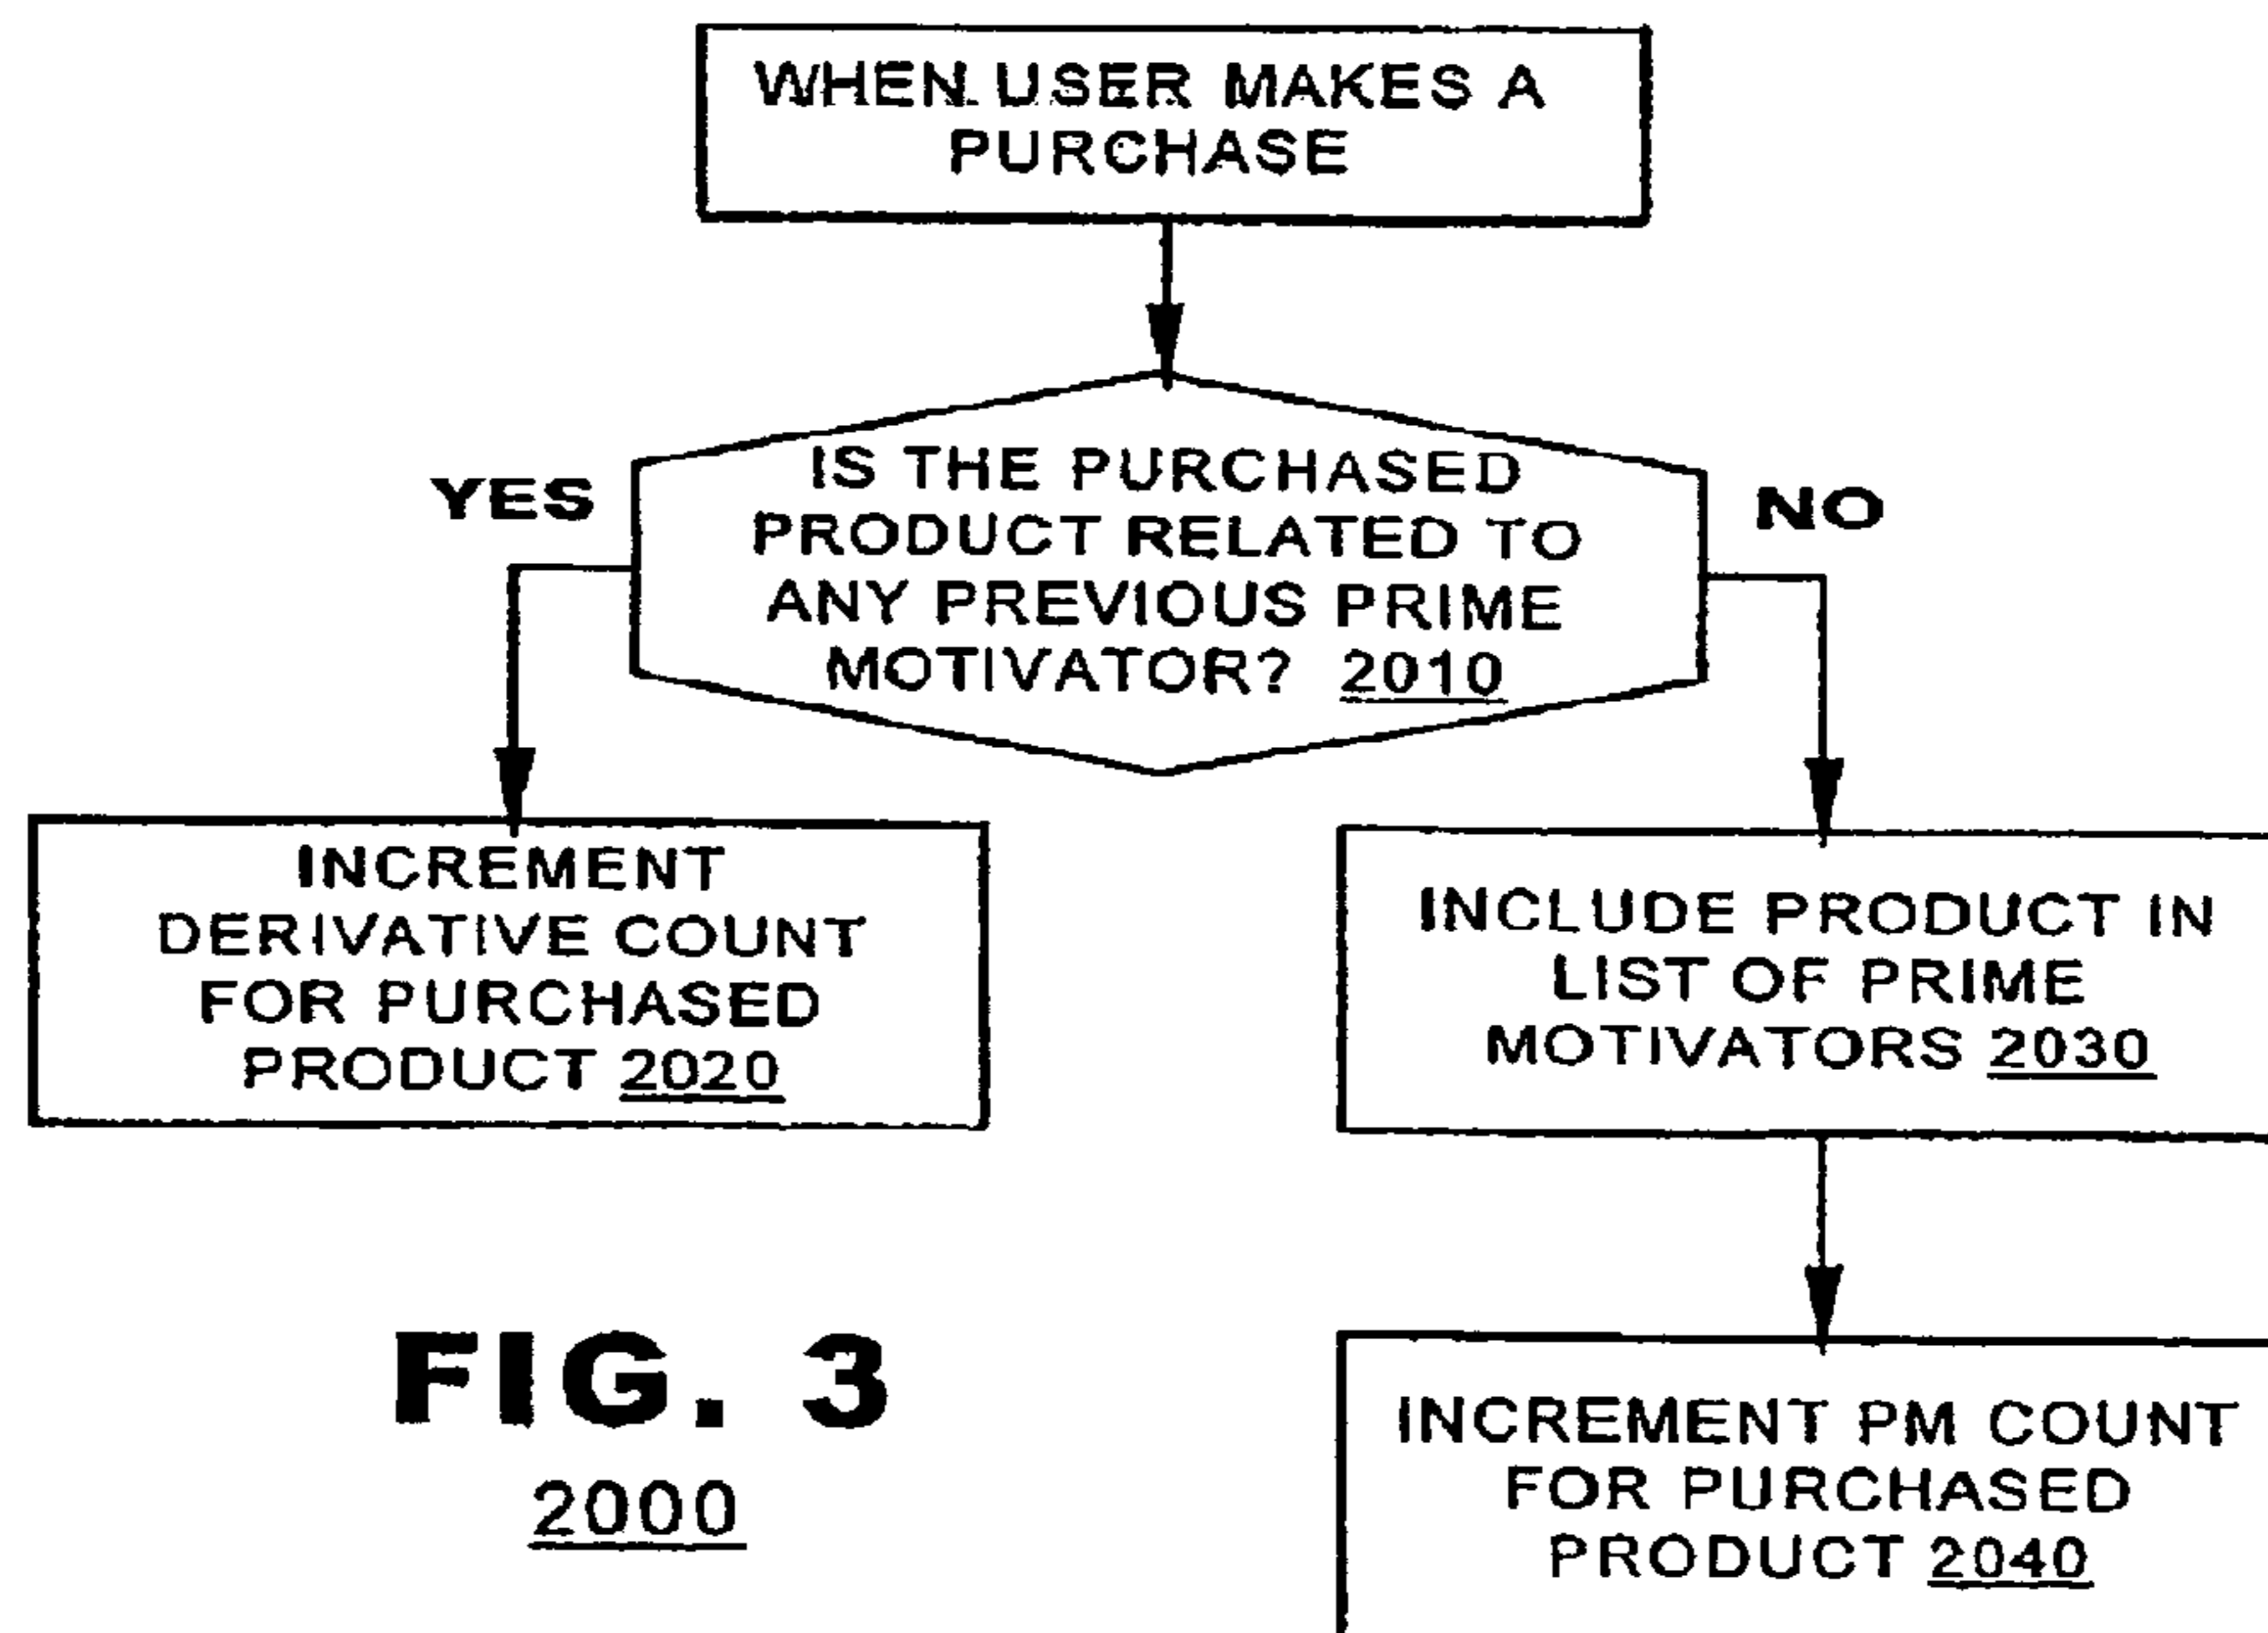 WHEN USER MAKES A
PURCHASE
IS THE PURCHASED
PRODUCT RELATED TO
ANY PREVIOUS PRIME
MOTIVATOR? 2010
YES
NO
INCREMENT
DERIVATIVE COUNT
FOR PURCHASED
PRODUCT 2020
INCLUDE PRODUCT IN
LIST OF PRIME
MOTIVATORS 2030
INCREMENT PM COUNT
FOR PURCHASED
PRODUCT 2040
FIG. 3
2000